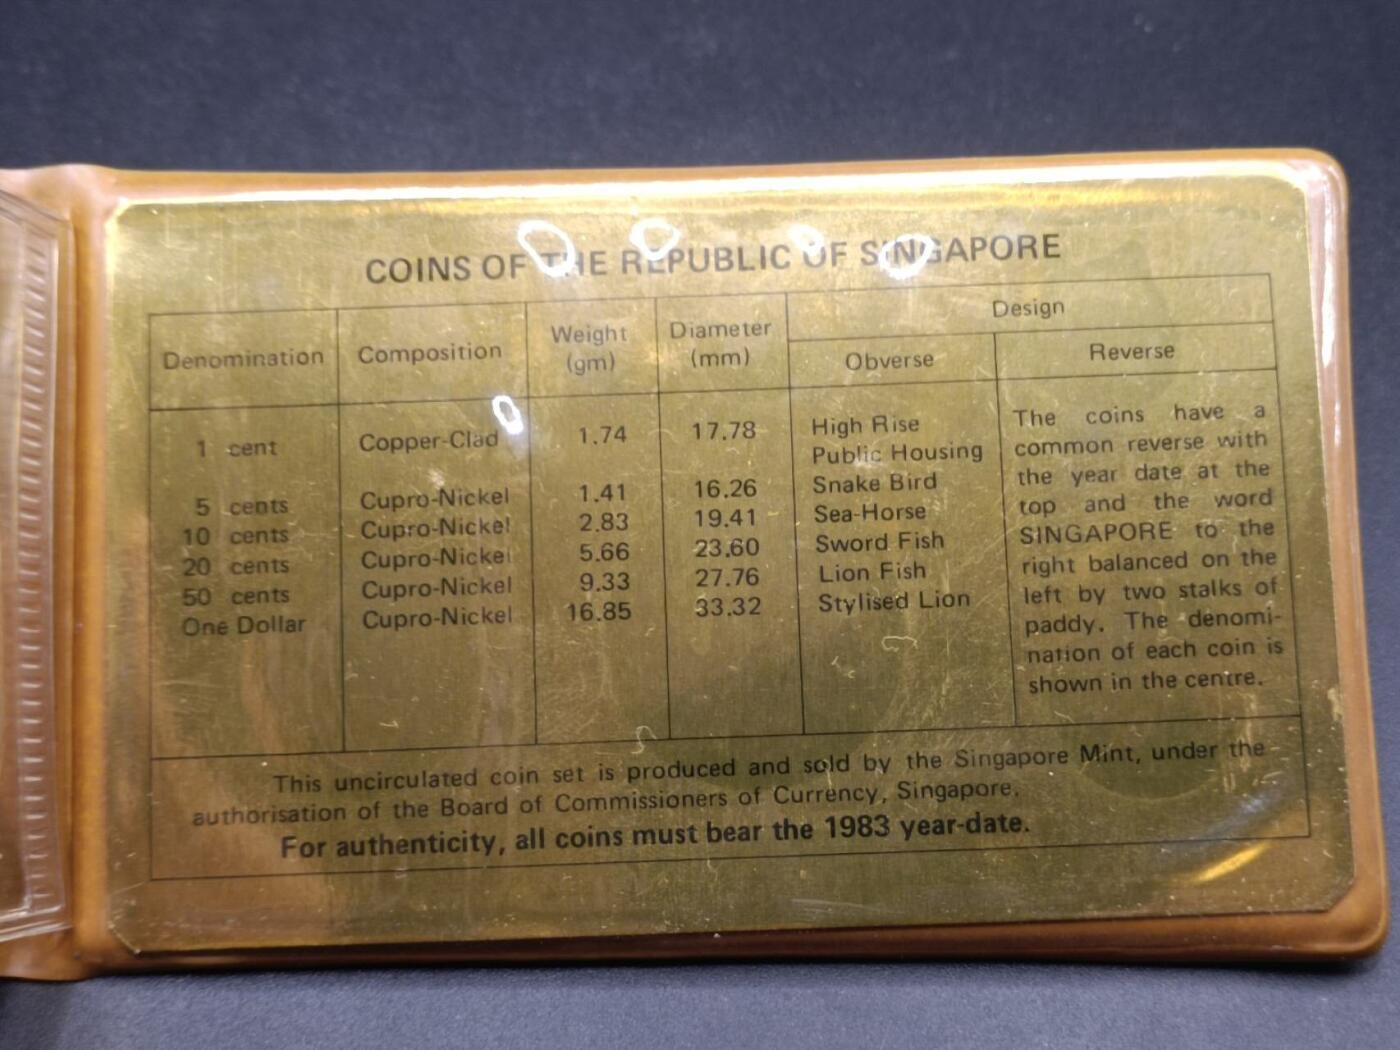 COINS OF THE REPUBLIC OF SINGAPORE
Denomination Composition Weight (gm) Diameter (mm) Design
Obverse Reverse
1 cent Copper-Clad 1.74 17.78 High Rise Public Housing
5 cents Cupro-Nickel 1.41 16.26 Snake Bird
10 cents Cupro-Nickel 2.83 19.41 Sea-Horse
20 cents Cupro-Nickel 5.66 23.60 Sword Fish
50 cents Cupro-Nickel 9.33 27.76 Lion Fish
One Dollar Cupro-Nickel 16.85 33.32 Stylised Lion
The coins have a
common reverse with
the year date at the
top and the word
SINGAPORE to the
right balanced on the
left by two stalks of
paddy. The denomi-
nation of each coin is
shown in the centre.
This uncirculated coin set is produced and sold by the Singapore Mint, under the
authorisation of the Board of Commissioners of Currency, Singapore.
For authenticity, all coins must bear the 1983 year-date.